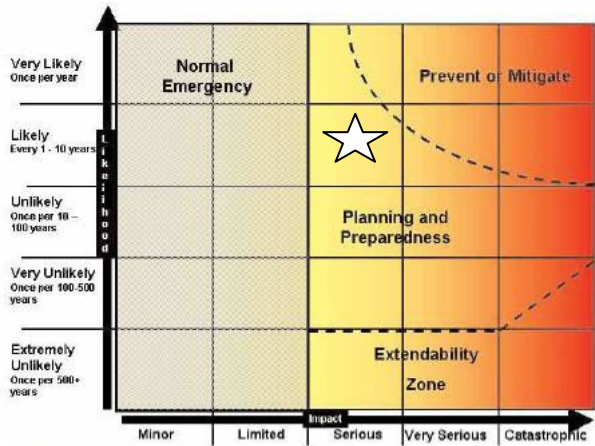 Very Likely
Once per year
Normal
Emergency
Prevent or Mitigate
Likely
Every 1 - 10 years
Likelihood
Unlikely
Once per 10 –
100 years
Planning and
Preparedness
Very Unlikely
Once per 100-500
years
Extremely
Unlikely
Once per 500+
years
Extendability
Zone
Impact
Minor
Limited
Serious
Very Serious
Catastrophic